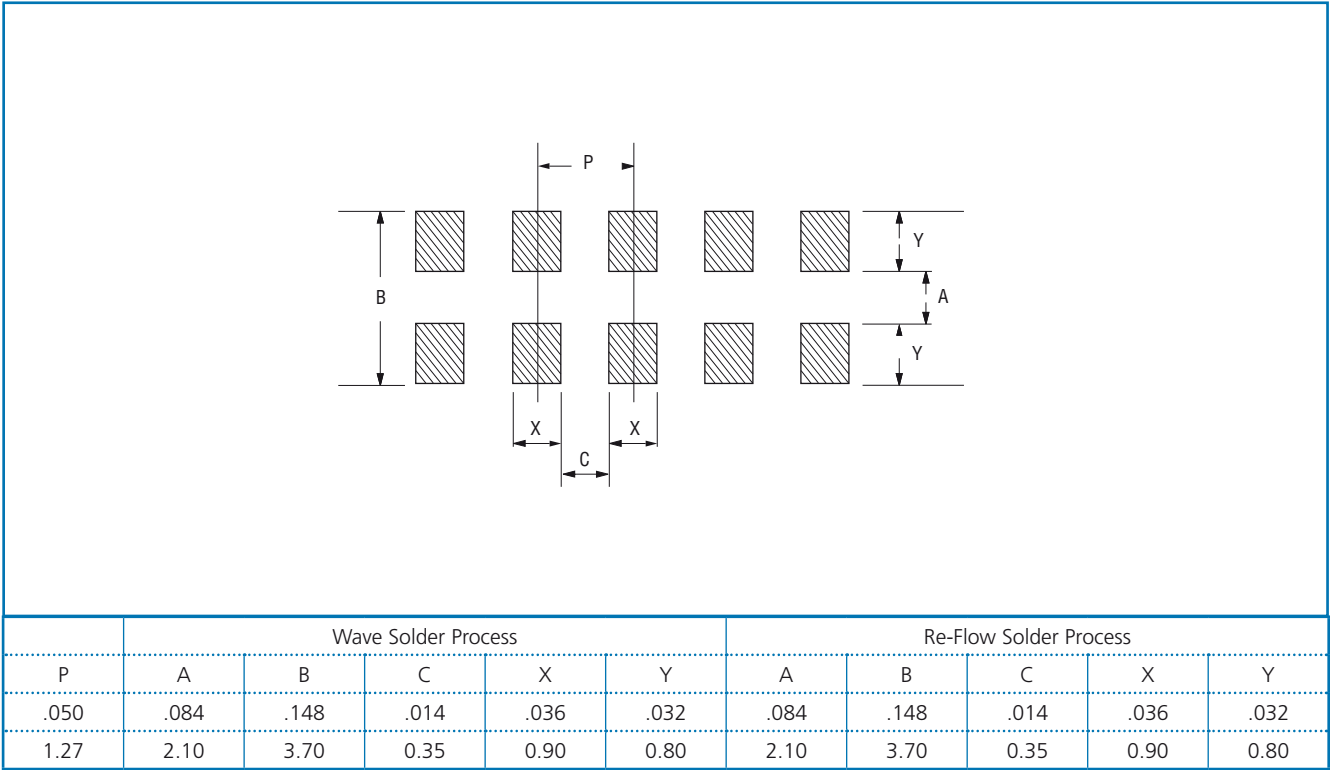 P
Y
B
A
Y
X X
C
Wave Solder Process Re-Flow Solder Process
P A B C X Y A B C X Y
.050 .084 .148 .014 .036 .032 .084 .148 .014 .036 .032
1.27 2.10 3.70 0.35 0.90 0.80 2.10 3.70 0.35 0.90 0.80